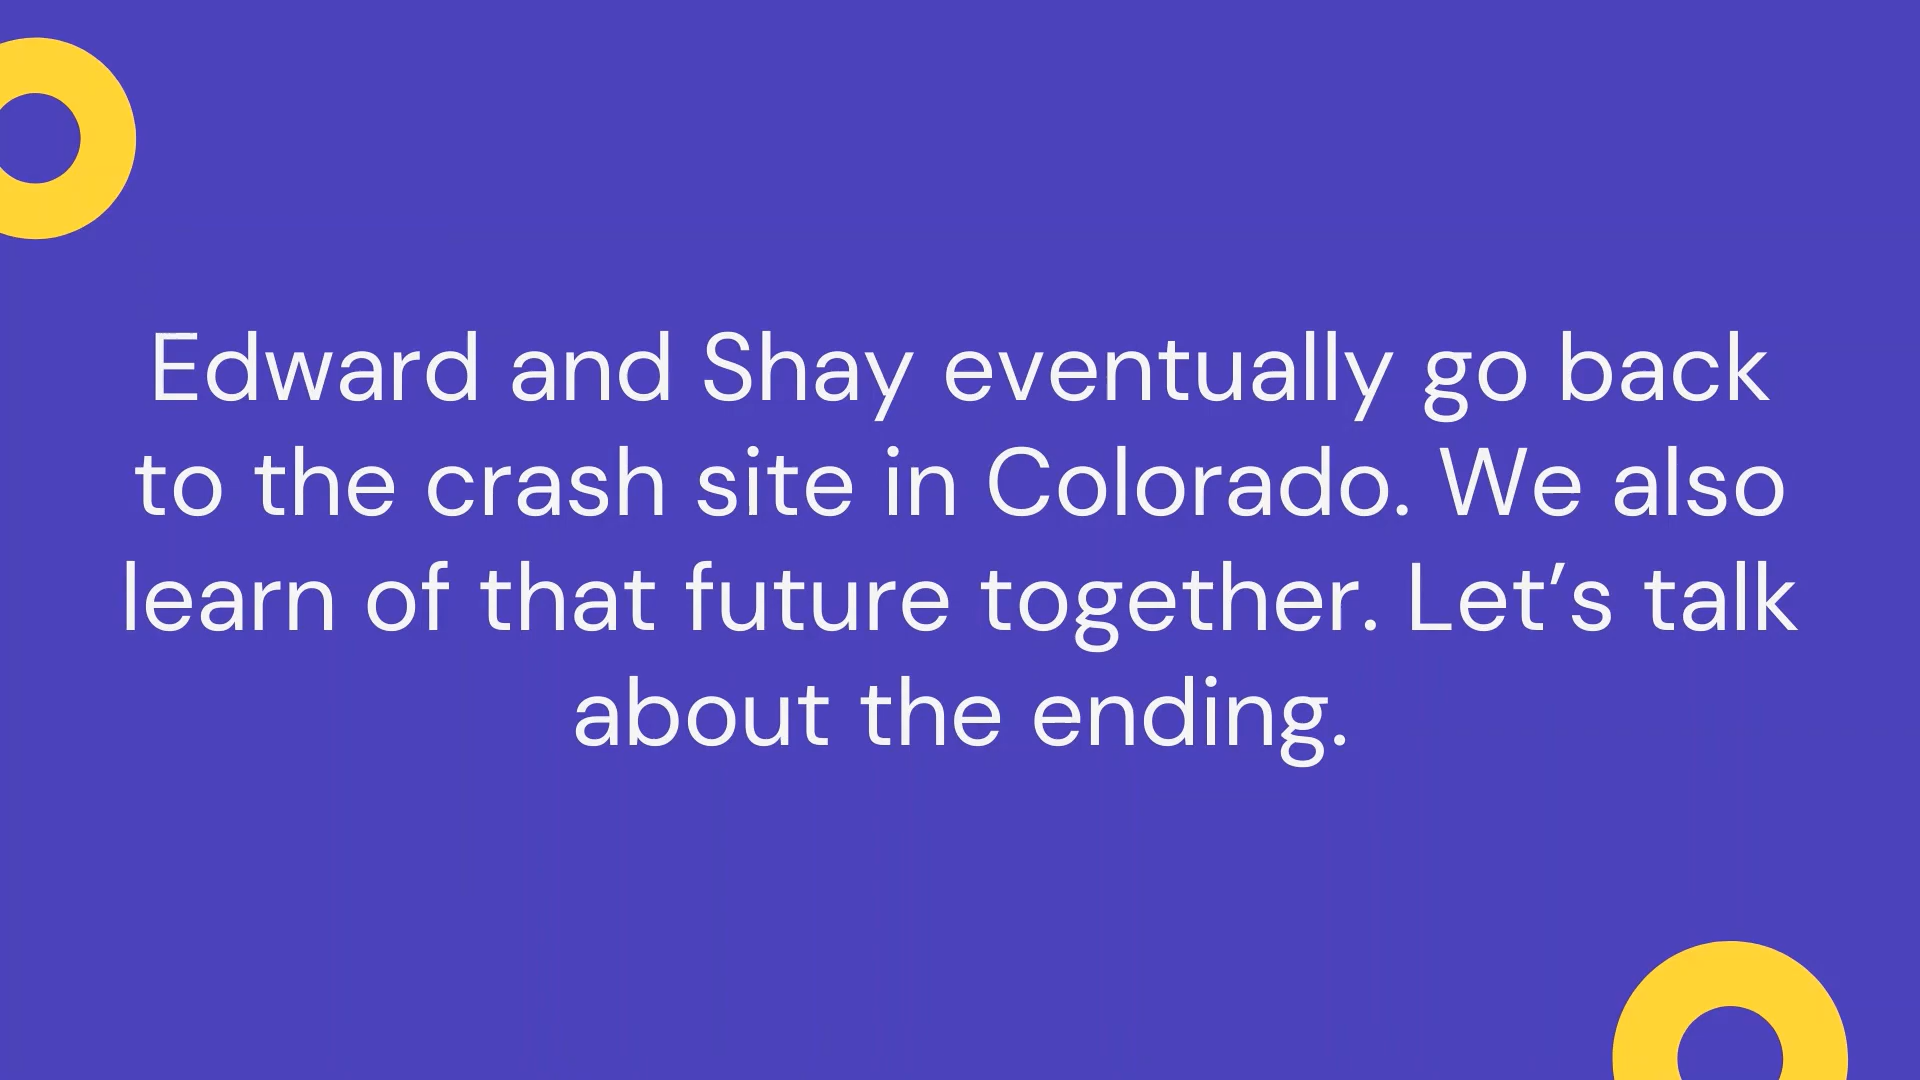 Edward and Shay eventually go back
to the crash site in Colorado. We also
learn of that future together. Let’s talk
about the ending.